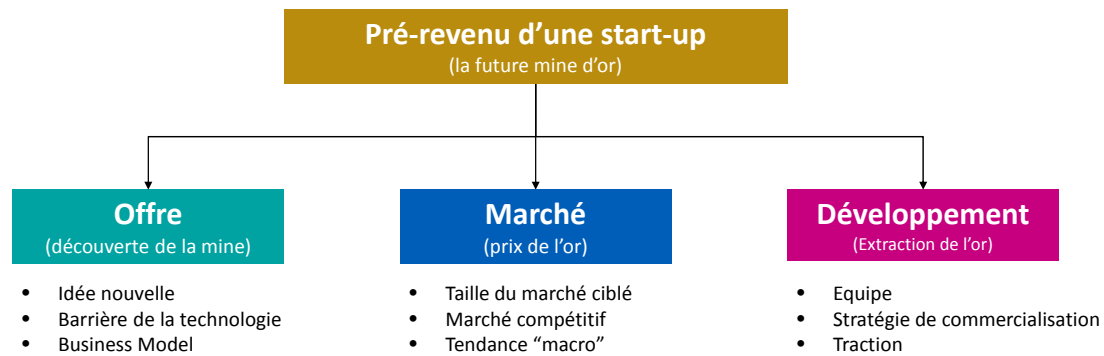 Pré-revenu d’une start-up
(la future mine d’or)
Offre
(découverte de la mine)
• Idée nouvelle
• Barrière de la technologie
• Business Model
Marché
(prix de l’or)
• Taille du marché ciblé
• Marché compétitif
• Tendance “macro”
Développement
(Extraction de l’or)
• Equipe
• Stratégie de commercialisation
• Traction